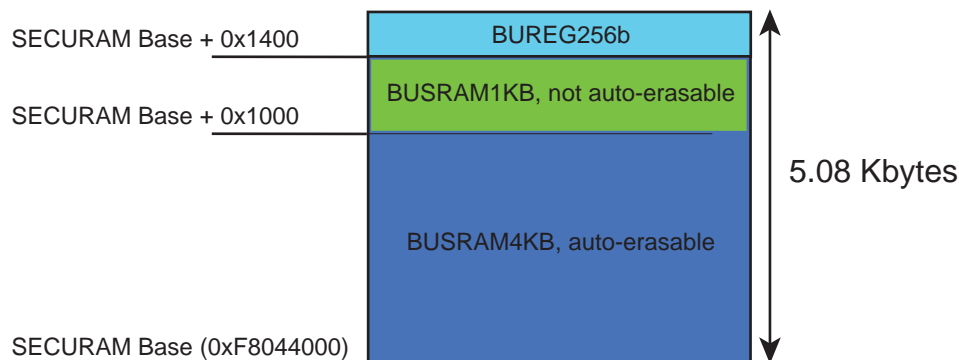 SECURAM Base + 0x1400
BUREG256b
BUSRAM1KB, not auto-erasable
SECURAM Base + 0x1000
5.08 Kbytes
BUSRAM4KB, auto-erasable
SECURAM Base (0xF8044000)